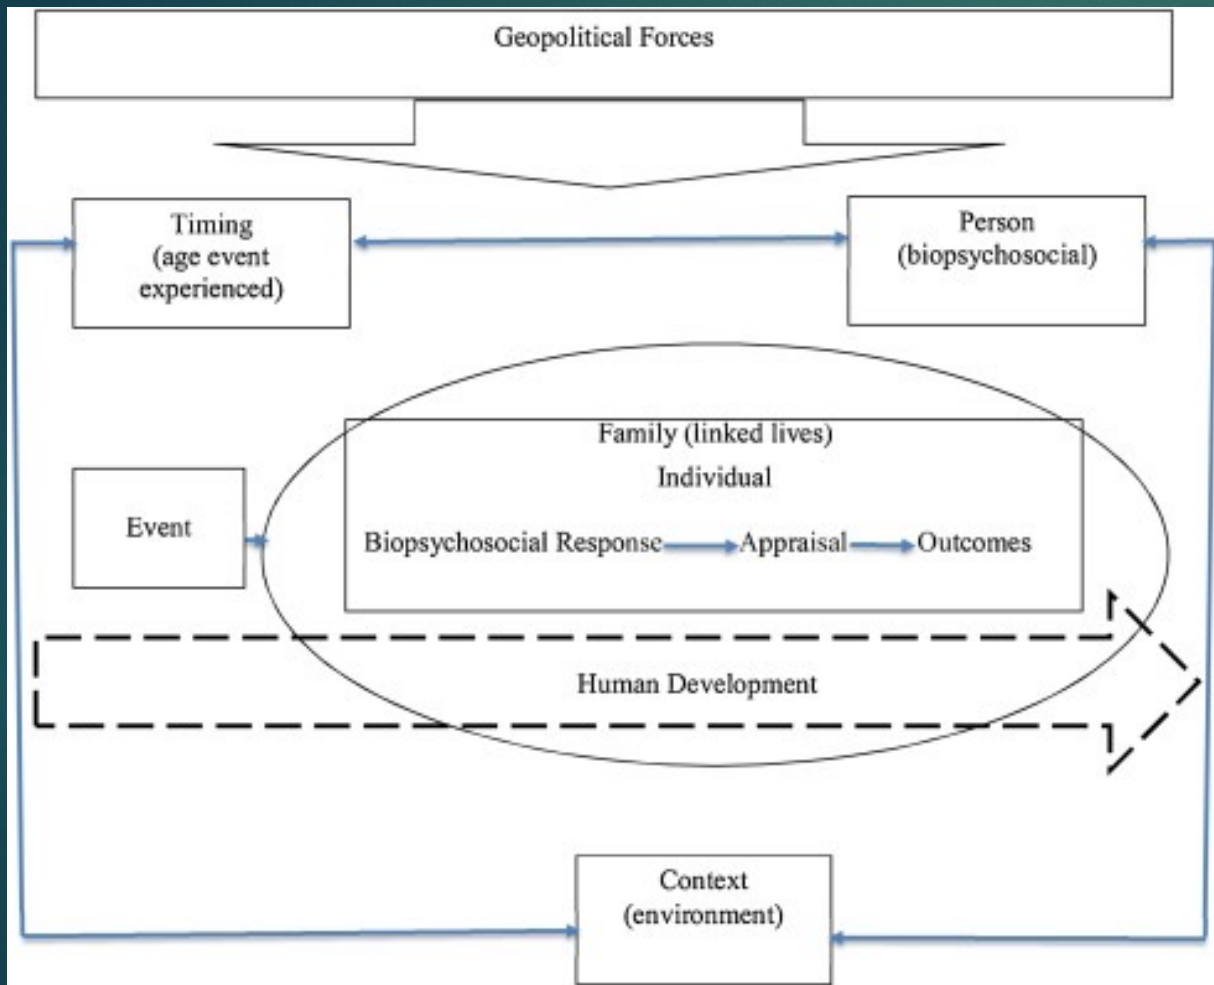 Geopolitical Forces
Timing
(age event
experienced)
Person
(biopsychosocial)
Family (linked lives)
Individual
Event
Biopsychosocial Response Appraisal Outcomes
Human Development
Context
(environment)